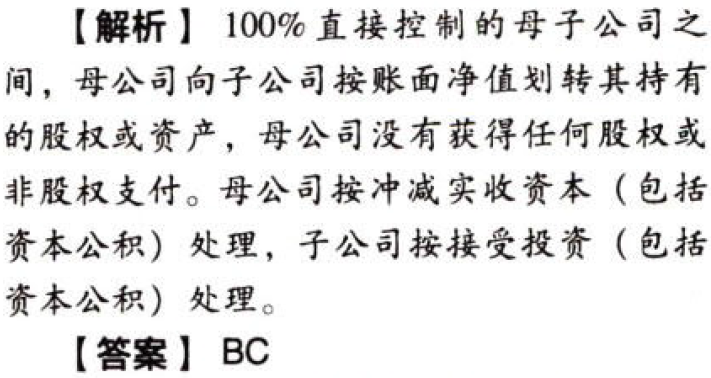 【解析】 100%直接控制的母子公司之
间，母公司向子公司按账面净值划转其持有
的股权或资产，母公司没有获得任何股权或
非股权支付。母公司按冲减实收资本（包括
资本公积）处理，子公司按接受投资（包括
资本公积）处理。
【答案】 BC